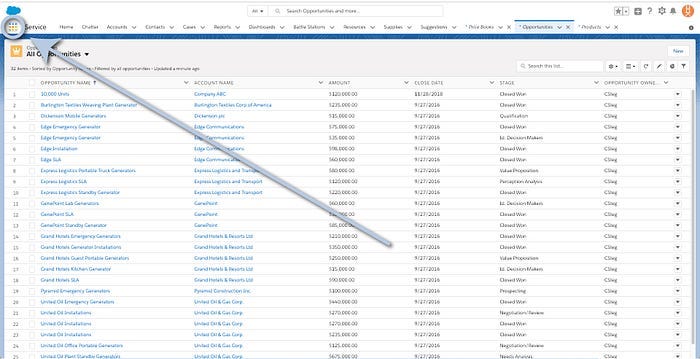 All
Search Opportunities and more...
Service
Home
Chatter
Accounts
Contacts
Cases
Reports
Dashboards
Battle Stations
Resources
Supplies
Suggestions
* Price Books
* Opportunities
* Products
All Opportunities
New
32 items • Sorted by Opportunity • Filtered by all opportunities • Updated a minute ago
Search this list...
OPPORTUNITY NAME ACCOUNT NAME AMOUNT CLOSE DATE STAGE OPPORTUNITY OWNE...
1 10,000 Units Company ABC $120,000.00 11/28/2018 Closed Won CSieg
2 Burlington Textiles Weaving Plant Generator Burlington Textiles Corp of America $235,000.00 9/27/2016 Closed Won CSieg
3 Dickenson Mobile Generators Dickenson plc $15,000.00 9/27/2016 Qualification CSieg
4 Edge Emergency Generator Edge Communications $75,000.00 9/27/2016 Closed Won CSieg
5 Edge Emergency Generator Edge Communications $35,000.00 9/27/2016 Id. Decision Makers CSieg
6 Edge Installation Edge Communications 9/27/2016 Closed Won CSieg
7 Edge SLA Edge Communications $60,000.00 9/27/2016 Closed Won CSieg
8 Express Logistics Portable Truck Generators Express Logistics and $80,000.00 9/27/2016 Value Proposition CSieg
9 Express Logistics SLA Express Logistics and Transport $120,000.00 9/27/2016 Perception Analysis CSieg
10 Express Logistics Standby Generator Express Logistics and Transport $220,000.00 9/27/2016 Closed Won CSieg
11 GenePoint Lab Generators GenePoint $60,000.00 9/27/2016 Id. Decision Makers CSieg
12 GenePoint SLA GenePoint 9/27/2016 Closed Won CSieg
13 GenePoint Standby Generator GenePoint $85,000.00 9/27/2016 Closed Won CSieg
14 Grand Hotels Emergency Generators Grand Hotels & Resorts Ltd $210,000.00 9/27/2016 Closed Won CSieg
15 Grand Hotels Generator Installations Grand Hotels & Resorts Ltd $350,000.00 9/27/2016 Closed Won CSieg
16 Grand Hotels Guest Portable Generators Grand Hotels & Resorts Ltd $250,000.00 9/27/2016 Value Proposition CSieg
17 Grand Hotels Kitchen Generator Grand Hotels & Resorts Ltd $15,000.00 9/27/2016 Id. Decision Makers CSieg
18 Grand Hotels SLA Grand Hotels & Resorts Ltd $90,000.00 9/27/2016 Closed Won CSieg
19 Pyramid Emergency Generators Pyramid Construction Inc. $100,000.00 9/27/2016 Prospecting CSieg
20 United Oil Emergency Generators United Oil & Gas Corp. $440,000.00 9/27/2016 Closed Won CSieg
21 United Oil Installations United Oil & Gas Corp. $270,000.00 9/27/2016 Negotiation/Review CSieg
22 United Oil Installations United Oil & Gas Corp. $270,000.00 9/27/2016 Closed Won CSieg
23 United Oil Installations United Oil & Gas Corp. $235,000.00 9/27/2016 Closed Won CSieg
24 United Oil Office Portable Generators United Oil & Gas Corp. $125,000.00 9/27/2016 Negotiation/Review CSieg
25 United Oil Plant Standby Generators United Oil & Gas Corp. $675,000.00 9/27/2016 Needs Analysis CSieg